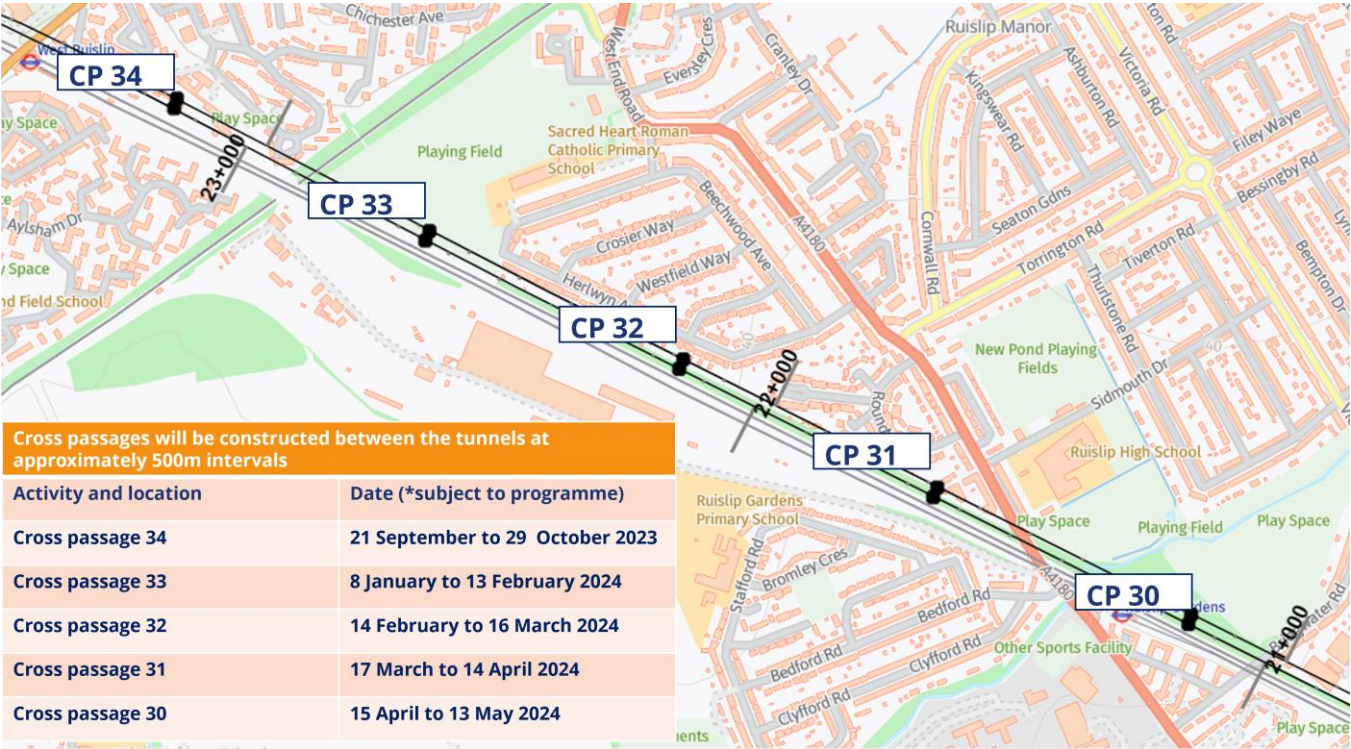 Chichester Ave
West Ruislip
CP 34
Play Space
ay Space
23+000
Aylsham Dr
y Space
nd Field School
Playing Field
CP 33
West End Road
Eversley Cres
Cranley Dr
Sacred Heart Roman
Catholic Primary
School
Crosier Way
Westfield Way
Beechwood Ave
A4180
CP 32
40
22+000
Ruislip Manor
Kingswear Rd
Ashburton Rd
Victoria Rd
Filey Waye
Bessingby Rd
Cornwall Rd
Seaton Gdns
Torrington Rd
Tiverton Rd
Thurlstone Rd
Bempton Dr
New Pond Playing
Fields
40
Sidmouth Dr
CP 31
Ruislip High School
Ruislip Gardens
Primary School
Play Space
Playing Field
Play Space
Stafford Rd
Bromley Cres
Bedford Rd
Bedford Rd
Clyfford Rd
Clyfford Rd
A4180
CP 30
Other Sports Facility
21+000
Play Space
Cross passages will be constructed between the tunnels at
approximately 500m intervals
Activity and location Date (*subject to programme)
Cross passage 34 21 September to 29 October 2023
Cross passage 33 8 January to 13 February 2024
Cross passage 32 14 February to 16 March 2024
Cross passage 31 17 March to 14 April 2024
Cross passage 30 15 April to 13 May 2024